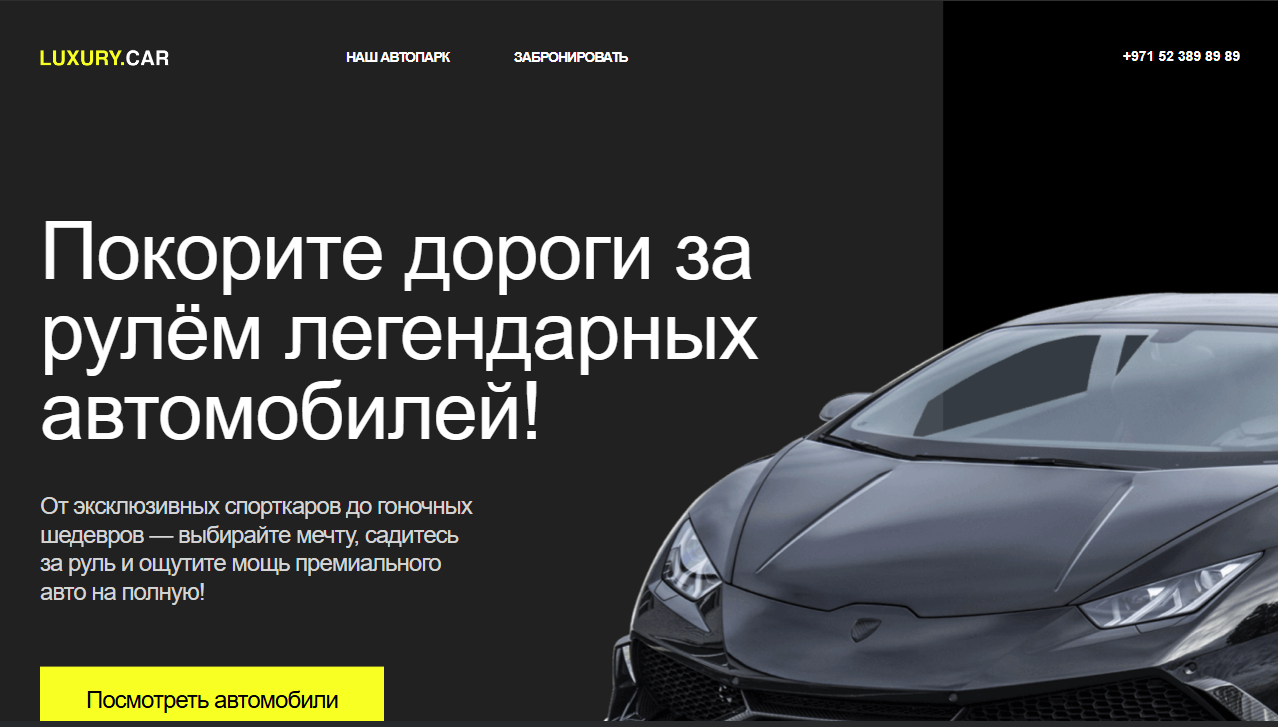 LUXURY.CAR
НАШ АВТОПАРК
ЗАБРОНИРОВАТЬ
+971 52 389 89 89
Покорите дороги за
рулём легендарных
автомобилей!
От эксклюзивных спорткаров до гоночных
шедевров — выбирайте мечту, садитесь
за руль и ощутите мощь премиального
авто на полную!
Посмотреть автомобили